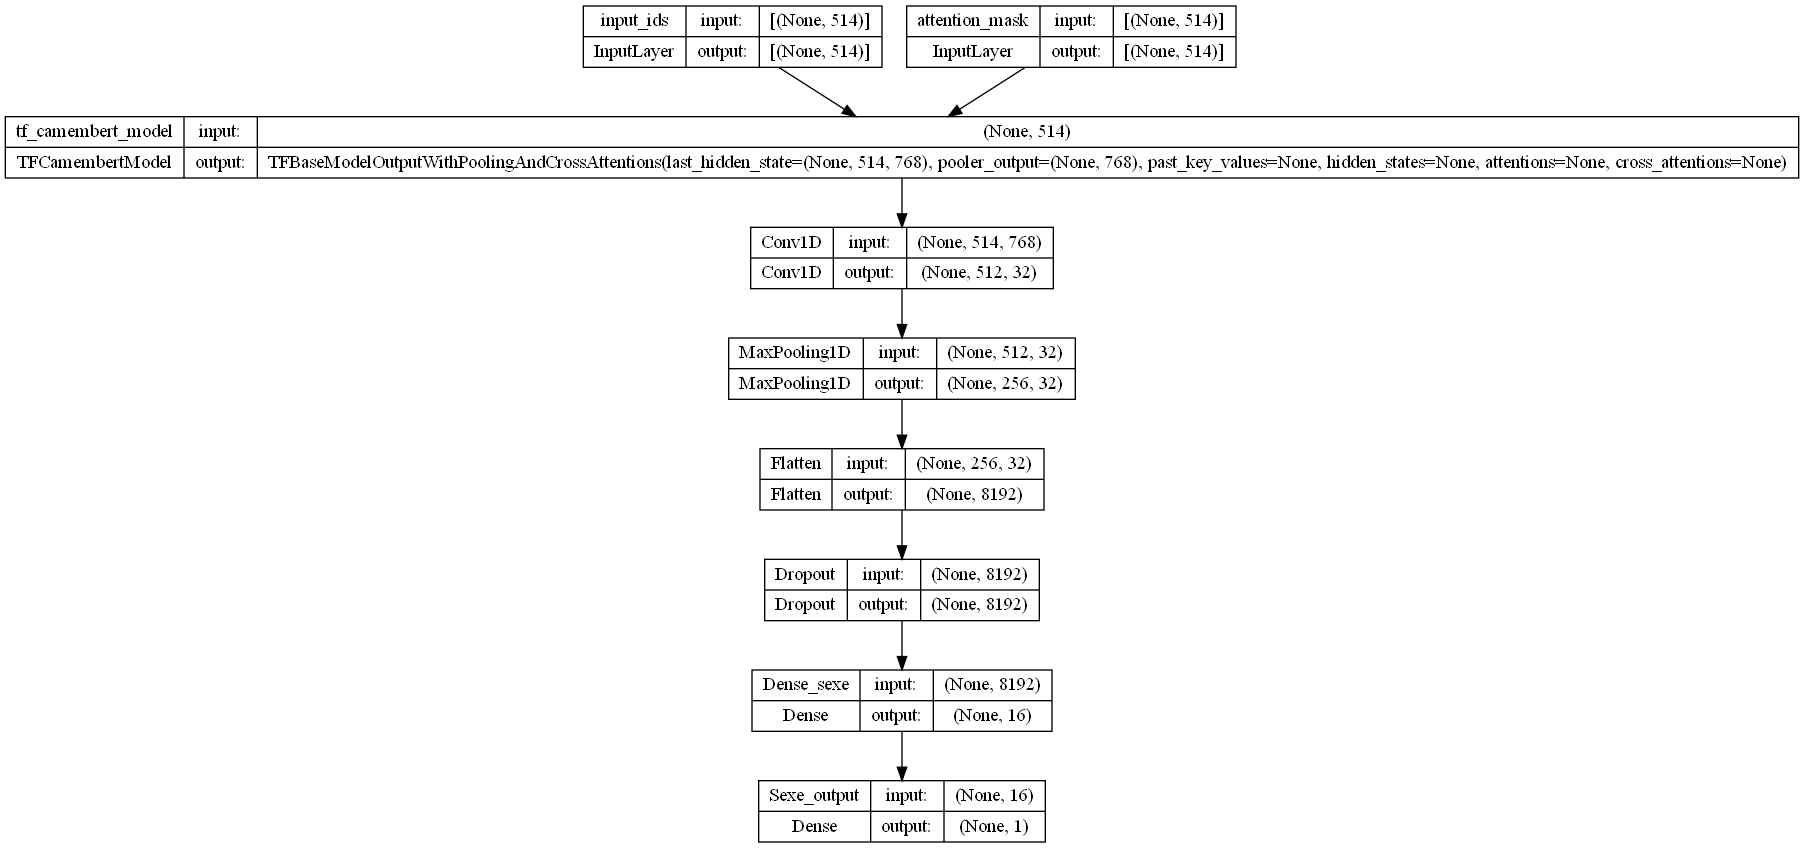 input_ids input: [(None, 514)]
InputLayer output: [(None, 514)]
attention_mask input: [(None, 514)]
InputLayer output: [(None, 514)]
tf_camembert_model input: (None, 514)
TFCamembertModel output: TFBaseModelOutputWithPoolingAndCrossAttentions(last_hidden_state=(None, 514, 768), pooler_output=(None, 768), past_key_values=None, hidden_states=None, attentions=None, cross_attentions=None)
Conv1D input: (None, 514, 768)
Conv1D output: (None, 512, 32)
MaxPooling1D input: (None, 512, 32)
MaxPooling1D output: (None, 256, 32)
Flatten input: (None, 256, 32)
Flatten output: (None, 8192)
Dropout input: (None, 8192)
Dropout output: (None, 8192)
Dense_sexe input: (None, 8192)
Dense output: (None, 16)
Sexe_output input: (None, 16)
Dense output: (None, 1)